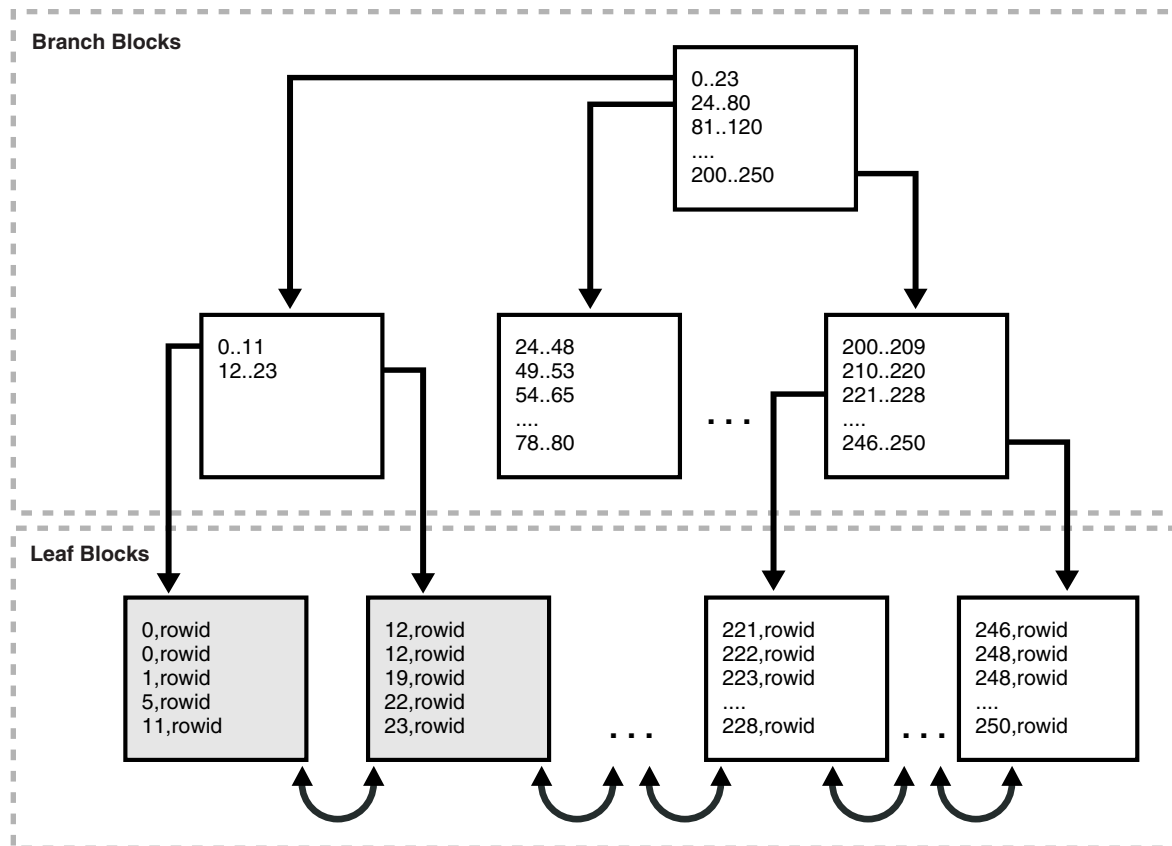 Branch Blocks
0..23
24..80
81..120
....
200..250
0..11
12..23
24..48
49..53
54..65
....
78..80
. . .
200..209
210..220
221..228
....
246..250
Leaf Blocks
0,rowid
0,rowid
1,rowid
5,rowid
11,rowid
12,rowid
12,rowid
19,rowid
22,rowid
23,rowid
. . .
221,rowid
222,rowid
223,rowid
....
228,rowid
. . .
246,rowid
248,rowid
248,rowid
....
250,rowid